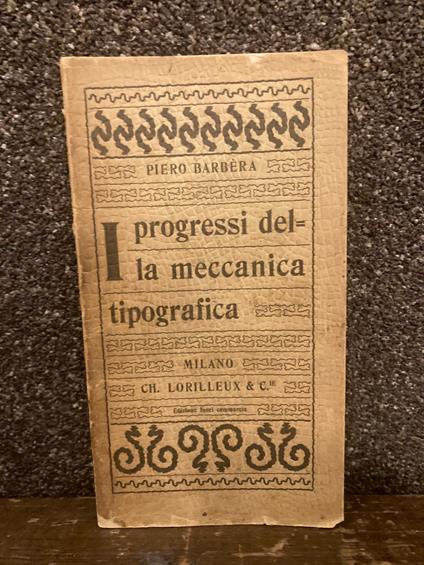 PIERO BARBÈRA
I progressi del=
la meccanica
tipografica
MILANO
CH. LORILLEUX & C.IE
Edizione fuori commercio